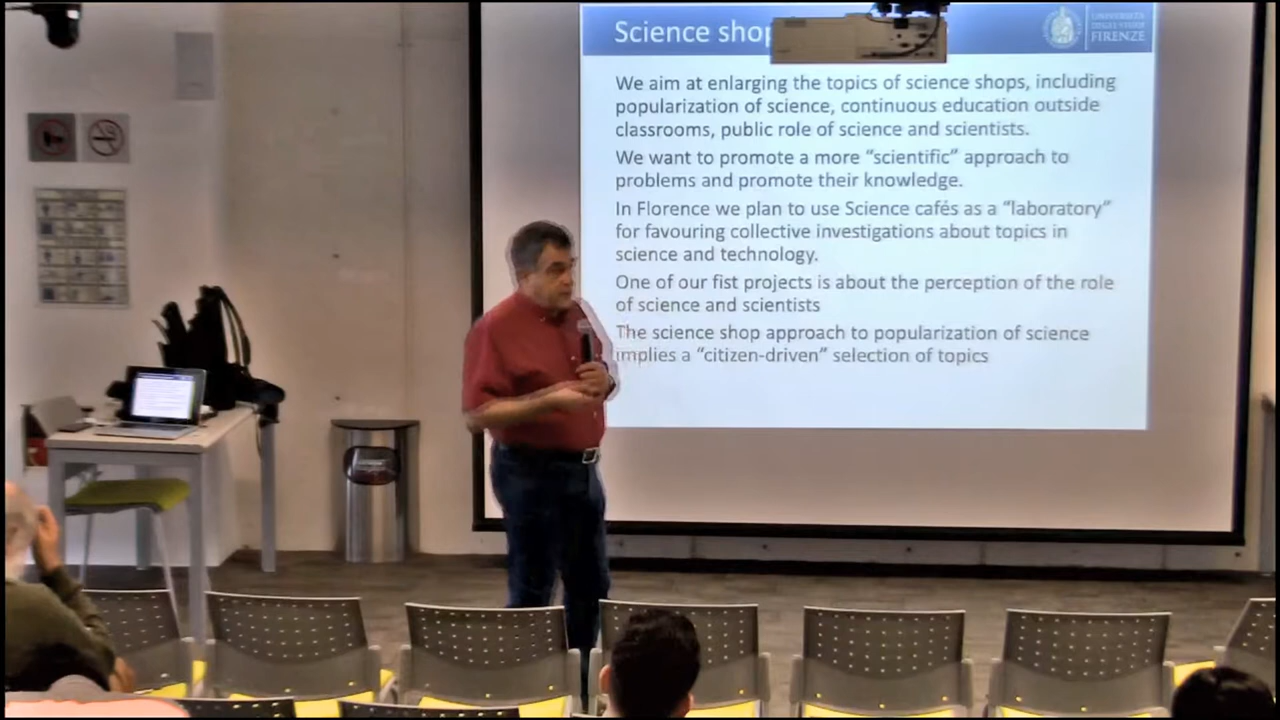 Science shop
UNIVERSITÀ
DEGLI STUDI
FIRENZE
We aim at enlarging the topics of science shops, including
popularization of science, continuous education outside
classrooms, public role of science and scientists.
We want to promote a more “scientific” approach to
problems and promote their knowledge.
In Florence we plan to use Science cafés as a “laboratory”
for favouring collective investigations about topics in
science and technology.
One of our fist projects is about the perception of the role
of science and scientists
The science shop approach to popularization of science
implies a “citizen-driven” selection of topics